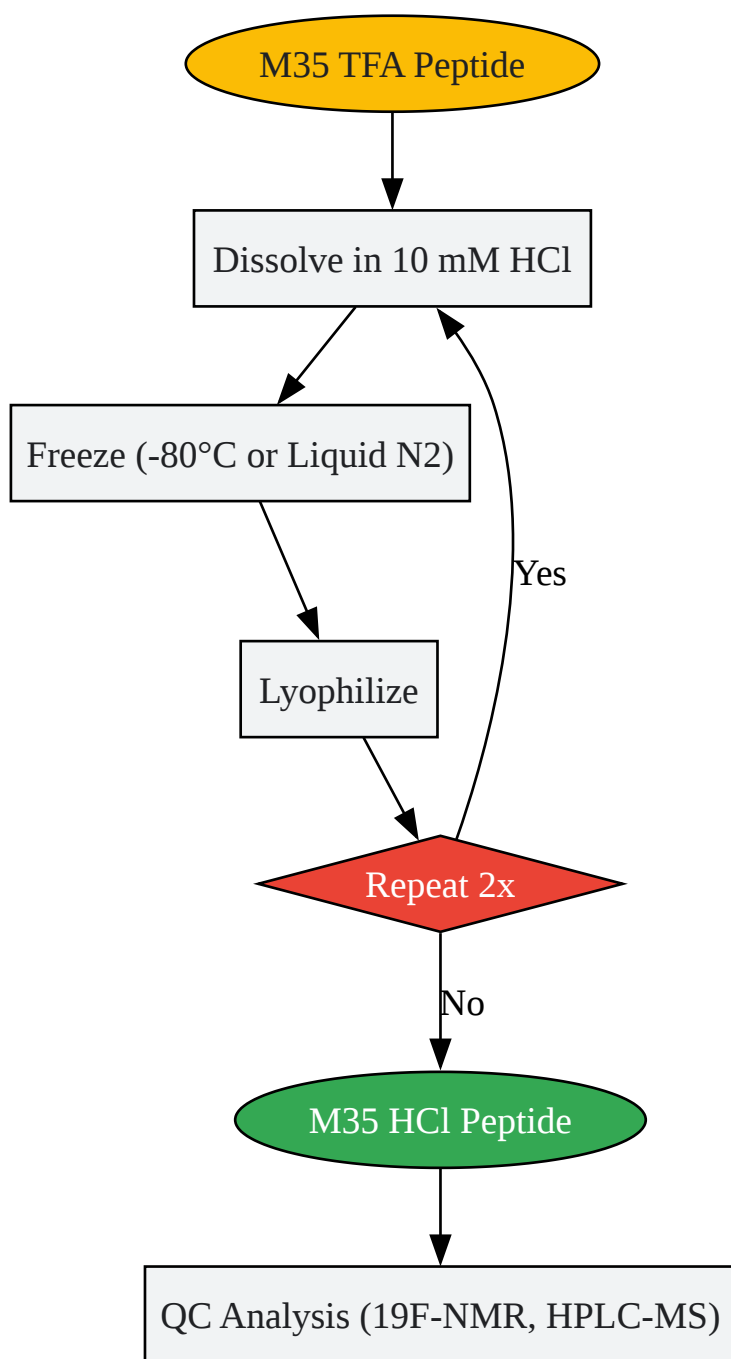 M35 TFA Peptide
Dissolve in 10 mM HCl
Freeze (-80°C or Liquid N2)
Yes
Lyophilize
Repeat 2x
No
M35 HCl Peptide
QC Analysis (19F-NMR, HPLC-MS)